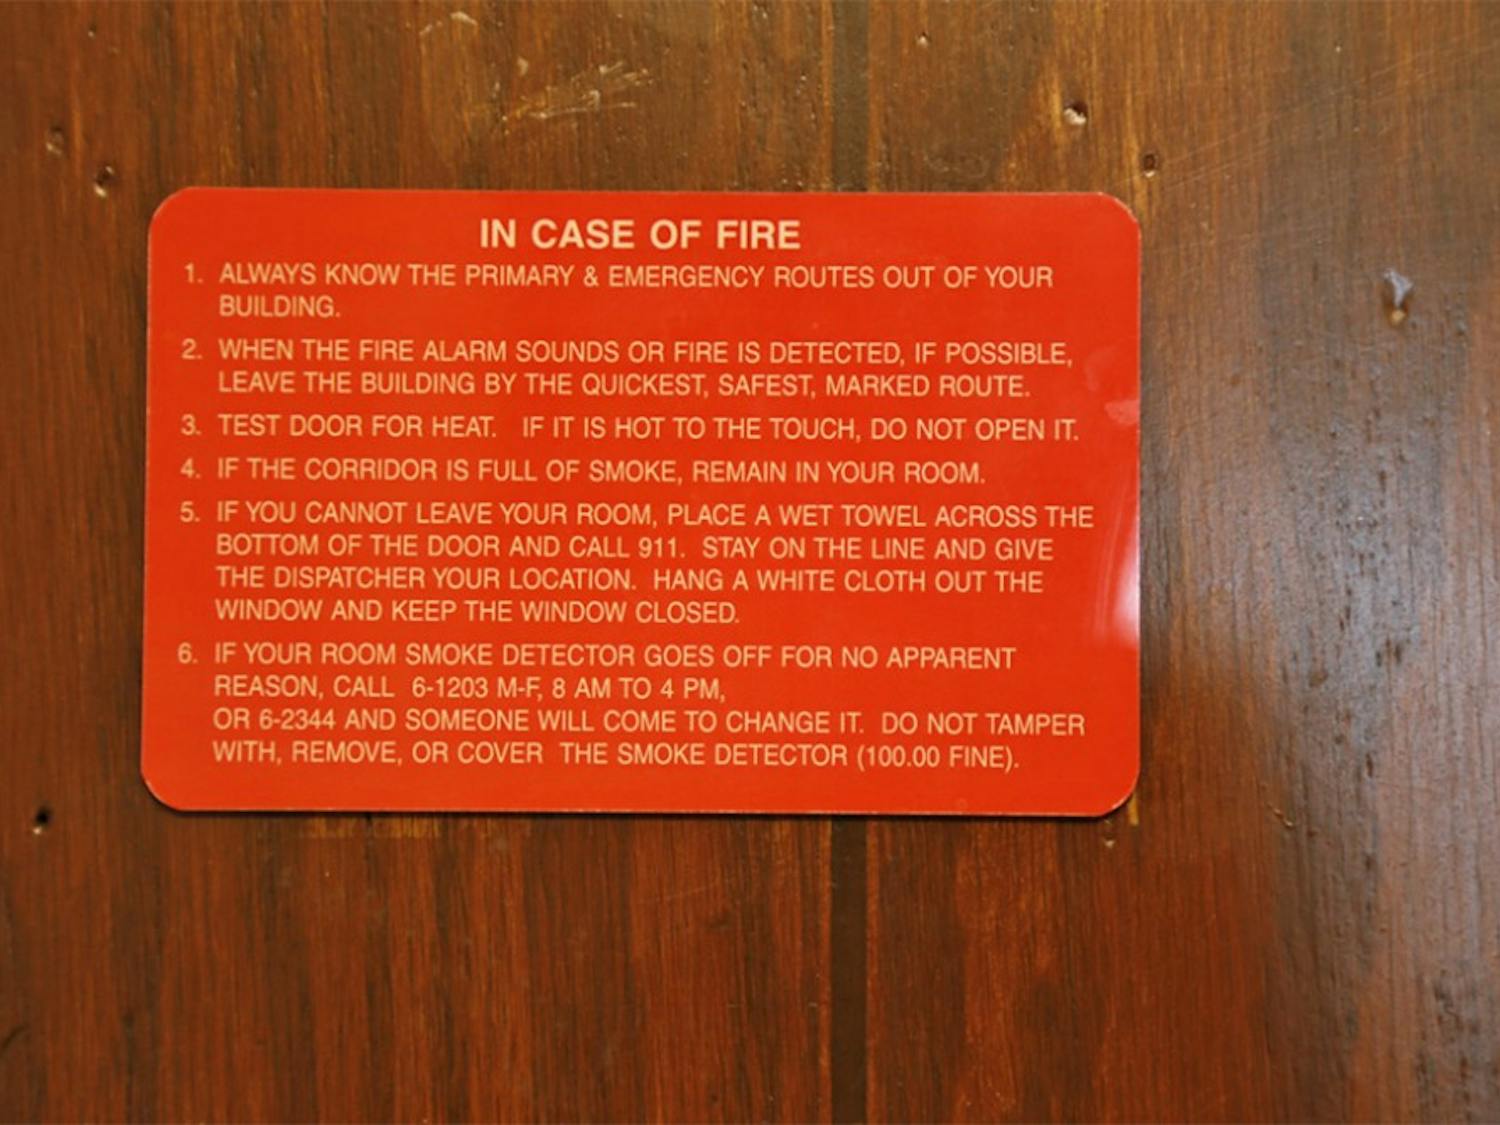 IN CASE OF FIRE
1. ALWAYS KNOW THE PRIMARY & EMERGENCY ROUTES OUT OF YOUR
BUILDING.
2. WHEN THE FIRE ALARM SOUNDS OR FIRE IS DETECTED, IF POSSIBLE,
LEAVE THE BUILDING BY THE QUICKEST, SAFEST, MARKED ROUTE.
3. TEST DOOR FOR HEAT. IF IT IS HOT TO THE TOUCH, DO NOT OPEN IT.
4. IF THE CORRIDOR IS FULL OF SMOKE, REMAIN IN YOUR ROOM.
5. IF YOU CANNOT LEAVE YOUR ROOM, PLACE A WET TOWEL ACROSS THE
BOTTOM OF THE DOOR AND CALL 911. STAY ON THE LINE AND GIVE
THE DISPATCHER YOUR LOCATION. HANG A WHITE CLOTH OUT THE
WINDOW AND KEEP THE WINDOW CLOSED.
6. IF YOUR ROOM SMOKE DETECTOR GOES OFF FOR NO APPARENT
REASON, CALL 6-1203 M-F, 8 AM TO 4 PM,
OR 6-2344 AND SOMEONE WILL COME TO CHANGE IT. DO NOT TAMPER
WITH, REMOVE, OR COVER THE SMOKE DETECTOR (100.00 FINE).